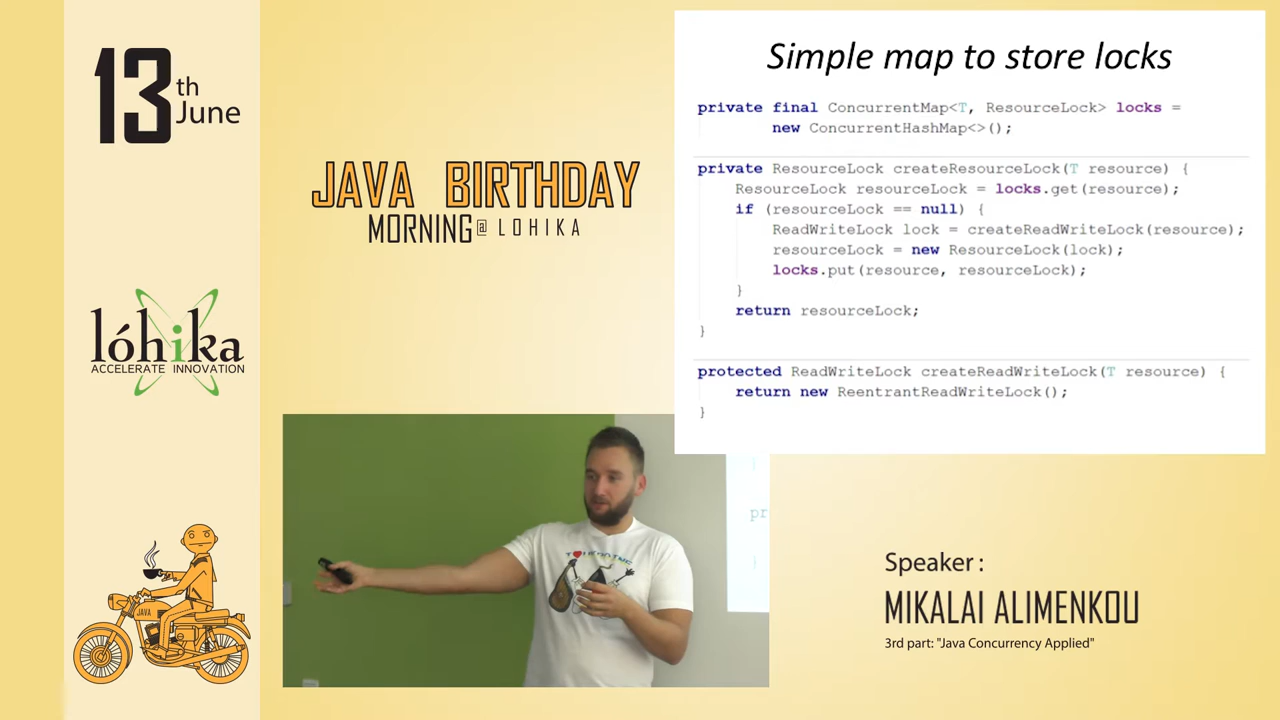 13
th
June
JAVA BIRTHDAY
MORNING @ LOHIKA
lóhika
ACCELERATE INNOVATION
JAVA
Simple map to store locks
private final ConcurrentMap<T, ResourceLock> locks =
new ConcurrentHashMap<>();
private ResourceLock createResourceLock(T resource) {
ResourceLock resourceLock = locks.get(resource);
if (resourceLock == null) {
ReadWriteLock lock = createReadWriteLock(resource);
resourceLock = new ResourceLock(lock);
locks.put(resource, resourceLock);
}
return resourceLock;
}
protected ReadWriteLock createReadWriteLock(T resource) {
return new ReentrantReadWriteLock();
}
pr
}
Speaker :
MIKALAI ALIMENKOU
3rd part: "Java Concurrency Applied"